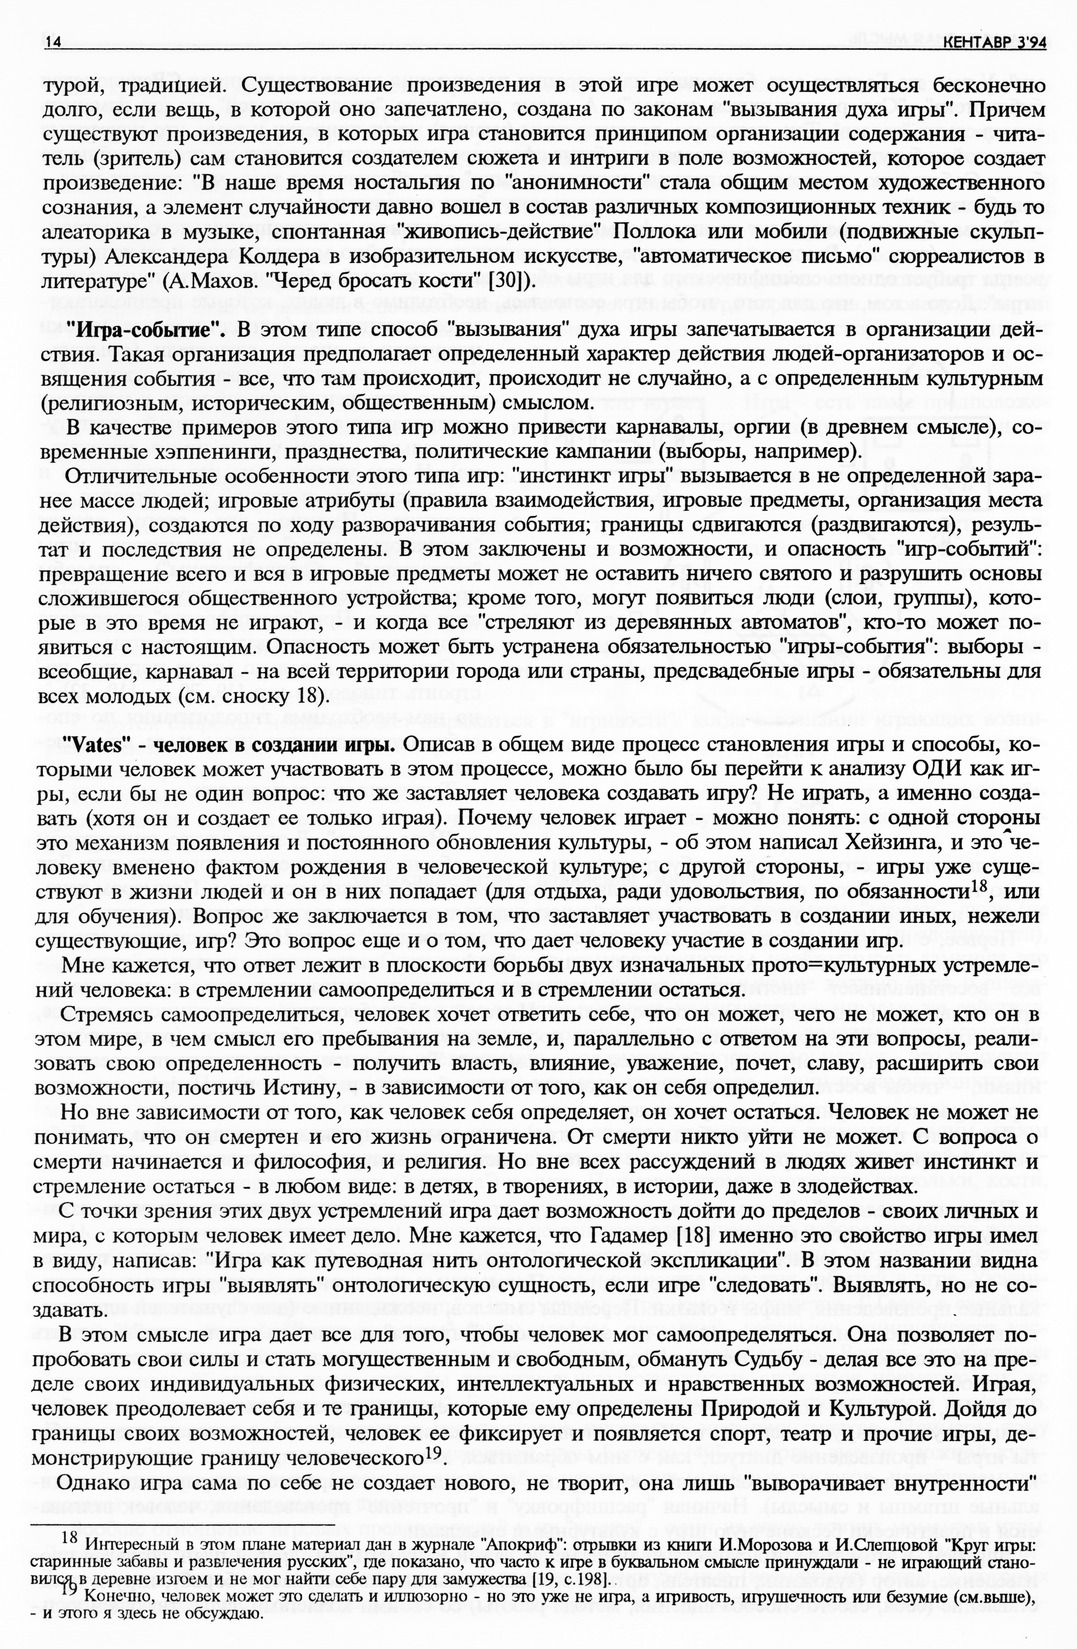 14
КЕНТАВР 3'94
турой, традицией. Существование произведения в этой игре может осуществляться бесконечно
долго, если вещь, в которой оно запечатлено, создана по законам "вызывания духа игры". Причем
существуют произведения, в которых игра становится принципом организации содержания - чита-
тель (зритель) сам становится создателем сюжета и интриги в поле возможностей, которое создает
произведение: "В наше время ностальгия по "анонимности" стала общим местом художественного
сознания, а элемент случайности давно вошел в состав различных композиционных техник - будь то
алеаторика в музыке, спонтанная "живопись-действие" Поллока или мобили (подвижные скульп-
туры) Александера Колдера в изобразительном искусстве, "автоматическое письмо" сюрреалистов в
литературе" (А.Махов. "Черед бросать кости" [30]).
"Игра-событие". В этом типе способ "вызывания" духа игры запечатывается в организации дей-
ствия. Такая организация предполагает определенный характер действия людей-организаторов и ос-
вящения события - все, что там происходит, происходит не случайно, а с определенным культурным
(религиозным, историческим, общественным) смыслом.
В качестве примеров этого типа игр можно привести карнавалы, оргии (в древнем смысле), со-
временные хэппенинги, празднества, политические кампании (выборы, например).
Отличительные особенности этого типа игр: "инстинкт игры" вызывается в не определенной зара-
нее массе людей; игровые атрибуты (правила взаимодействия, игровые предметы, организация места
действия), создаются по ходу разворачивания события; границы сдвигаются (раздвигаются), резуль-
тат и последствия не определены. В этом заключены и возможности, и опасность "игр-событий":
превращение всего и вся в игровые предметы может не оставить ничего святого и разрушить основы
сложившегося общественного устройства; кроме того, могут появиться люди (слои, группы), кото-
рые в это время не играют, - и когда все "стреляют из деревянных автоматов", кто-то может по-
явиться с настоящим. Опасность может быть устранена обязательностью "игры-события": выборы -
всеобщие, карнавал - на всей территории города или страны, предсвадебные игры - обязательны для
всех молодых (см. сноску 18).
"Vates" - человек в создании игры. Описав в общем виде процесс становления игры и способы, ко-
торыми человек может участвовать в этом процессе, можно было бы перейти к анализу ОДИ как иг-
ры, если бы не один вопрос: что же заставляет человека создавать игру? Не играть, а именно созда-
вать (хотя он и создает ее только играя). Почему человек играет - можно понять: с одной стороны
это механизм появления и постоянного обновления культуры, - об этом написал Хейзинга, и это че-
ловеку вменено фактом рождения в человеческой культуре; с другой стороны, - игры уже суще-
ствуют в жизни людей и он в них попадает (для отдыха, ради удовольствия, по обязанности18, или
для обучения). Вопрос же заключается в том, что заставляет участвовать в создании иных, нежели
существующие, игр? Это вопрос еще и о том, что дает человеку участие в создании игр.
Мне кажется, что ответ лежит в плоскости борьбы двух изначальных прото=культурных устремле-
ний человека: в стремлении самоопределиться и в стремлении остаться.
Стремясь самоопределиться, человек хочет ответить себе, что он может, чего не может, кто он в
этом мире, в чем смысл его пребывания на земле, и, параллельно с ответом на эти вопросы, реали-
зовать свою определенность - получить власть, влияние, уважение, почет, славу, расширить свои
возможности, постичь Истину, - в зависимости от того, как он себя определил.
Но вне зависимости от того, как человек себя определяет, он хочет остаться. Человек не может не
понимать, что он смертен и его жизнь ограничена. От смерти никто уйти не может. С вопроса о
смерти начинается и философия, и религия. Но вне всех рассуждений в людях живет инстинкт и
стремление остаться - в любом виде: в детях, в творениях, в истории, даже в злодействах.
С точки зрения этих двух устремлений игра дает возможность дойти до пределов - своих личных и
мира, с которым человек имеет дело. Мне кажется, что Гадамер [18] именно это свойство игры имел
в виду, написав: "Игра как путеводная нить онтологической экспликации". В этом названии видна
способность игры "выявлять" онтологическую сущность, если игре "следовать". Выявлять, но не со-
здавать.
В этом смысле игра дает все для того, чтобы человек мог самоопределяться. Она позволяет по-
пробовать свои силы и стать могущественным и свободным, обмануть Судьбу - делая все это на пре-
деле своих индивидуальных физических, интеллектуальных и нравственных возможностей. Играя,
человек преодолевает себя и те границы, которые ему определены Природой и Культурой. Дойдя до
границы своих возможностей, человек ее фиксирует и появляется спорт, театр и прочие игры, де-
монстрирующие границу человеческого19.
Однако игра сама по себе не создает нового, не творит, она лишь "выворачивает внутренности"
18 Интересный в этом плане материал дан в журнале "Апокриф": отрывки из книги И.Морозова и И.Слепцовой "Круг игры:
старинные забавы и развлечения русских", где показано, что часто к игре в буквальном смысле принуждали - не играющий стано-
вился в деревне изгоем и не мог найти себе пару для замужества [19, с.198].
19 Конечно, человек может это сделать и иллюзорно - но это уже не игра, а игривость, игрушечность или безумие (см.выше),
- и этого я здесь не обсуждаю.